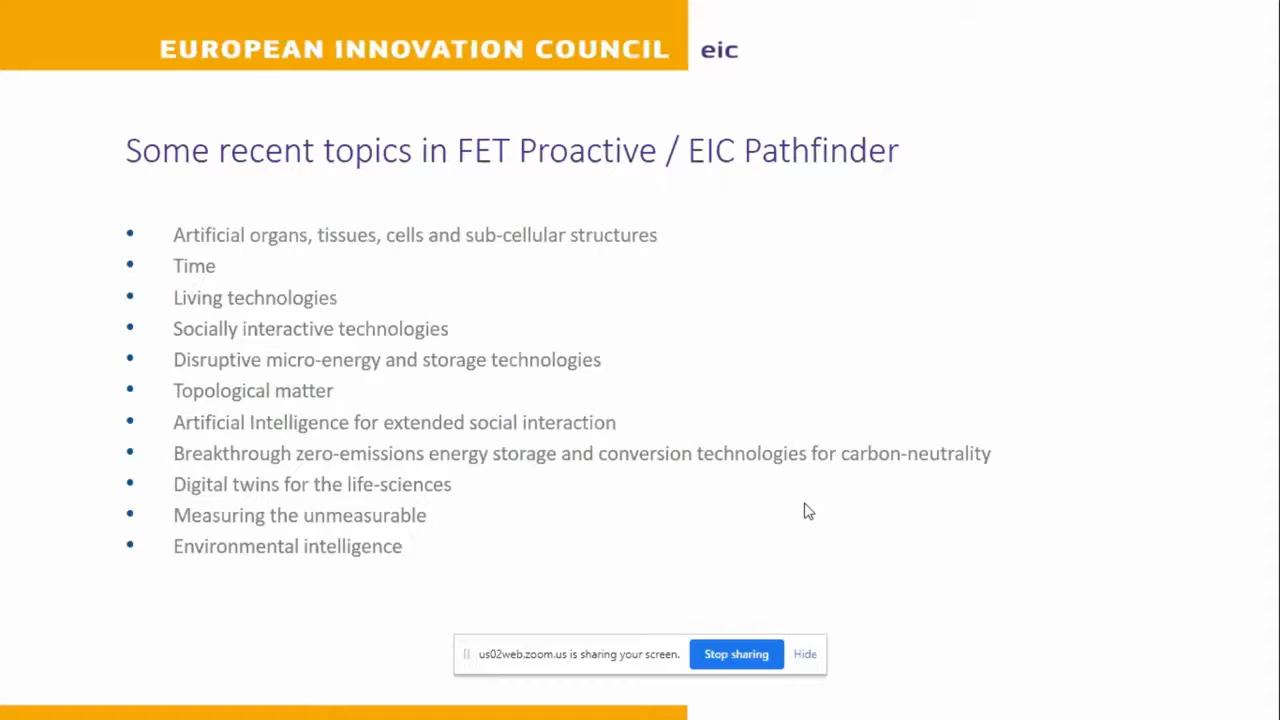 EUROPEAN INNOVATION COUNCIL eic
Some recent topics in FET Proactive / EIC Pathfinder
• Artificial organs, tissues, cells and sub-cellular structures
• Time
• Living technologies
• Socially interactive technologies
• Disruptive micro-energy and storage technologies
• Topological matter
• Artificial Intelligence for extended social interaction
• Breakthrough zero-emissions energy storage and conversion technologies for carbon-neutrality
• Digital twins for the life-sciences
• Measuring the unmeasurable
• Environmental intelligence
us02web.zoom.us is sharing your screen. Stop sharing Hide